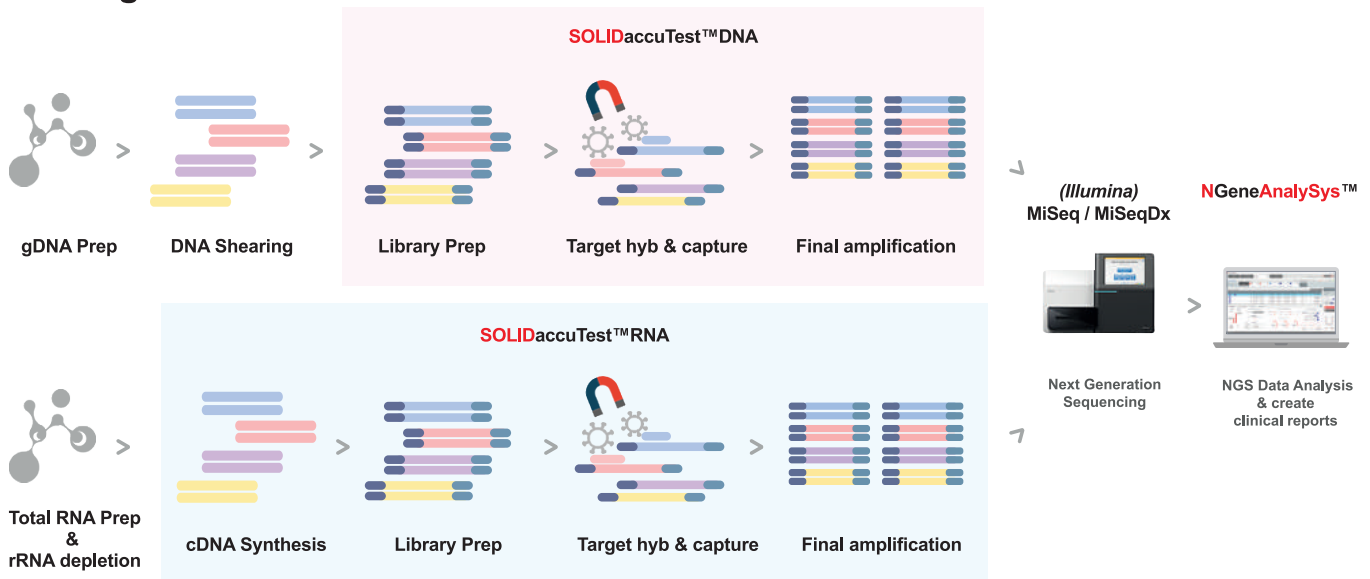 SOLIDaccuTest™DNA
gDNA Prep
DNA Shearing
Library Prep
Target hyb & capture
Final amplification
(Illumina)
MiSeq / MiSeqDx
NGeneAnalySys™
Next Generation
Sequencing
NGS Data Analysis
& create
clinical reports
SOLIDaccuTest™RNA
Total RNA Prep
&
rRNA depletion
cDNA Synthesis
Library Prep
Target hyb & capture
Final amplification